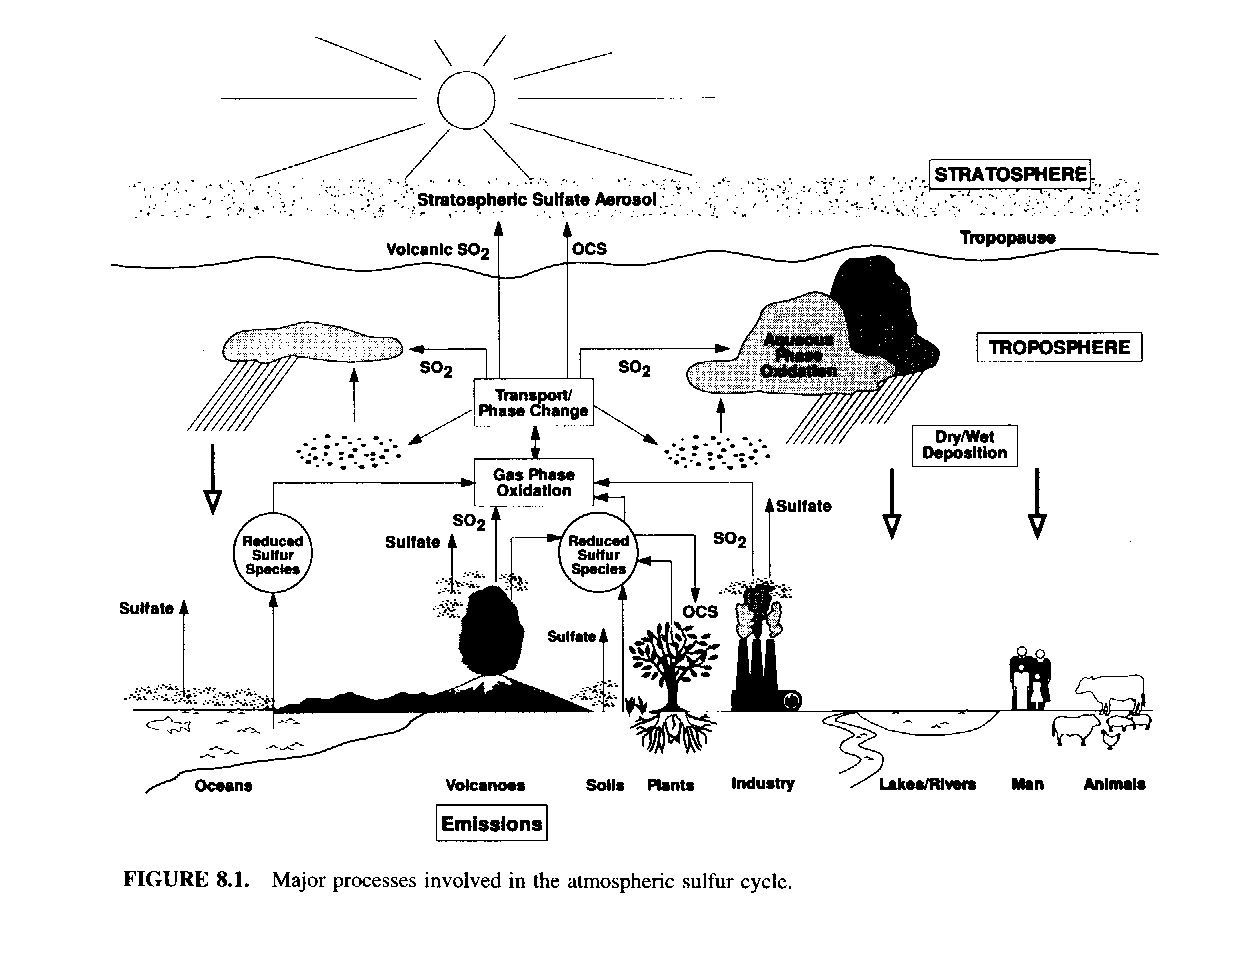 STRATOSPHERE
Stratospheric Sulfate Aerosol
Tropopause
Volcanic SO2
OCS
TROPOSPHERE
Aqueous
Phase
Oxidation
SO2
SO2
Transport/
Phase Change
Dry/Wet
Deposition
Gas Phase
Oxidation
Sulfate
SO2
Sulfate
SO2
Reduced
Sulfur
Species
Reduced
Sulfur
Species
Sulfate
OCS
Sulfate
Oceans
Volcanoes
Soils
Plants
Industry
Lakes/Rivers
Man
Animals
Emissions
FIGURE 8.1. Major processes involved in the atmospheric sulfur cycle.